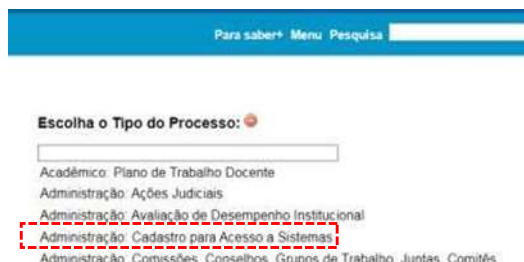 Para saber+ Menu Pesquisa
Escolha o Tipo do Processo:
Acadêmico: Plano de Trabalho Docente
Administração: Ações Judiciais
Administração: Avaliação de Desempenho Institucional
Administração: Cadastro para Acesso a Sistemas
Administração: Comissões, Conselhos, Grupos de Trabalho, Juntas, Comitês